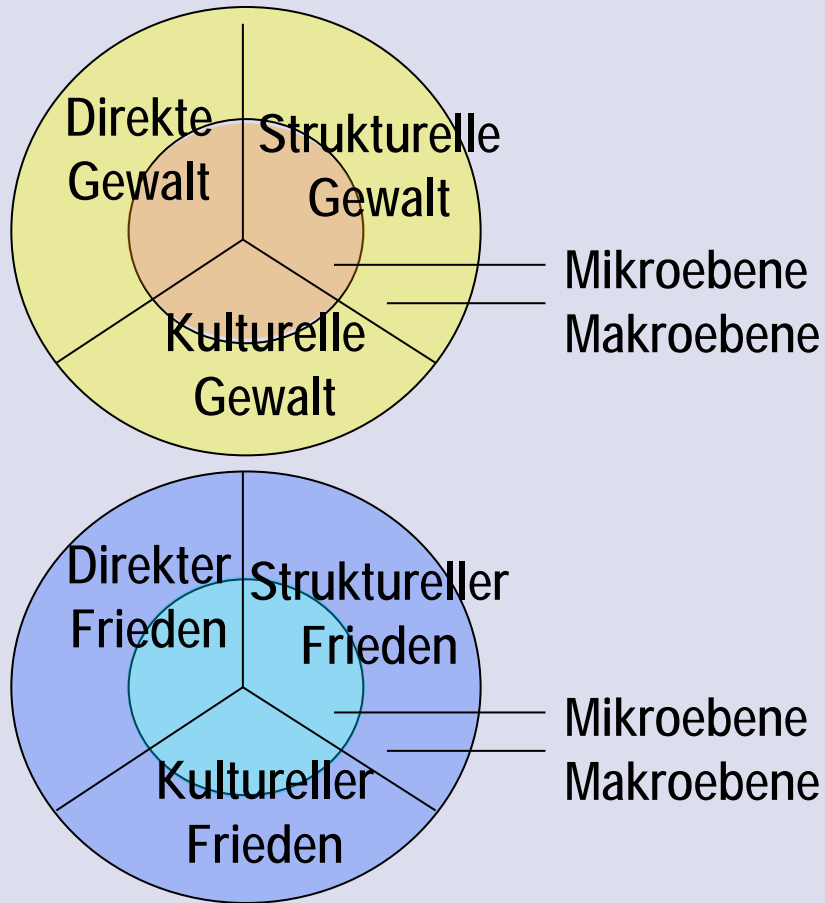 Direkte
Gewalt
Strukturelle
Gewalt
Kulturelle
Gewalt
Mikroebene
Makroebene
Direkter
Frieden
Struktureller
Frieden
Kultureller
Frieden
Mikroebene
Makroebene